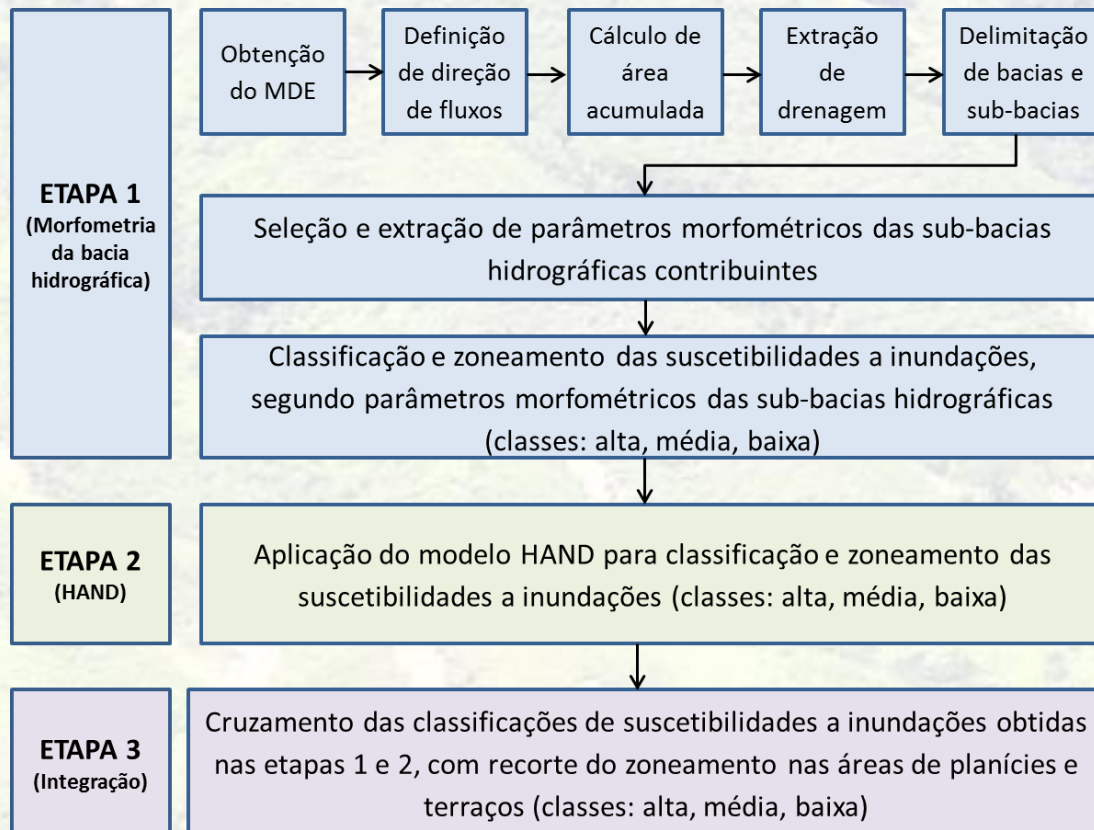 ETAPA 1
(Morfometria
da bacia
hidrográfica)
Obtenção
do MDE
Definição
de direção
de fluxos
Cálculo de
área
acumulada
Extração
de
drenagem
Delimitação
de bacias e
sub-bacias
Seleção e extração de parâmetros morfométricos das sub-bacias
hidrográficas contribuintes
Classificação e zoneamento das suscetibilidades a inundações,
segundo parâmetros morfométricos das sub-bacias hidrográficas
(classes: alta, média, baixa)
ETAPA 2
(HAND)
Aplicação do modelo HAND para classificação e zoneamento das
suscetibilidades a inundações (classes: alta, média, baixa)
ETAPA 3
(Integração)
Cruzamento das classificações de suscetibilidades a inundações obtidas
nas etapas 1 e 2, com recorte do zoneamento nas áreas de planícies e
terraços (classes: alta, média, baixa)